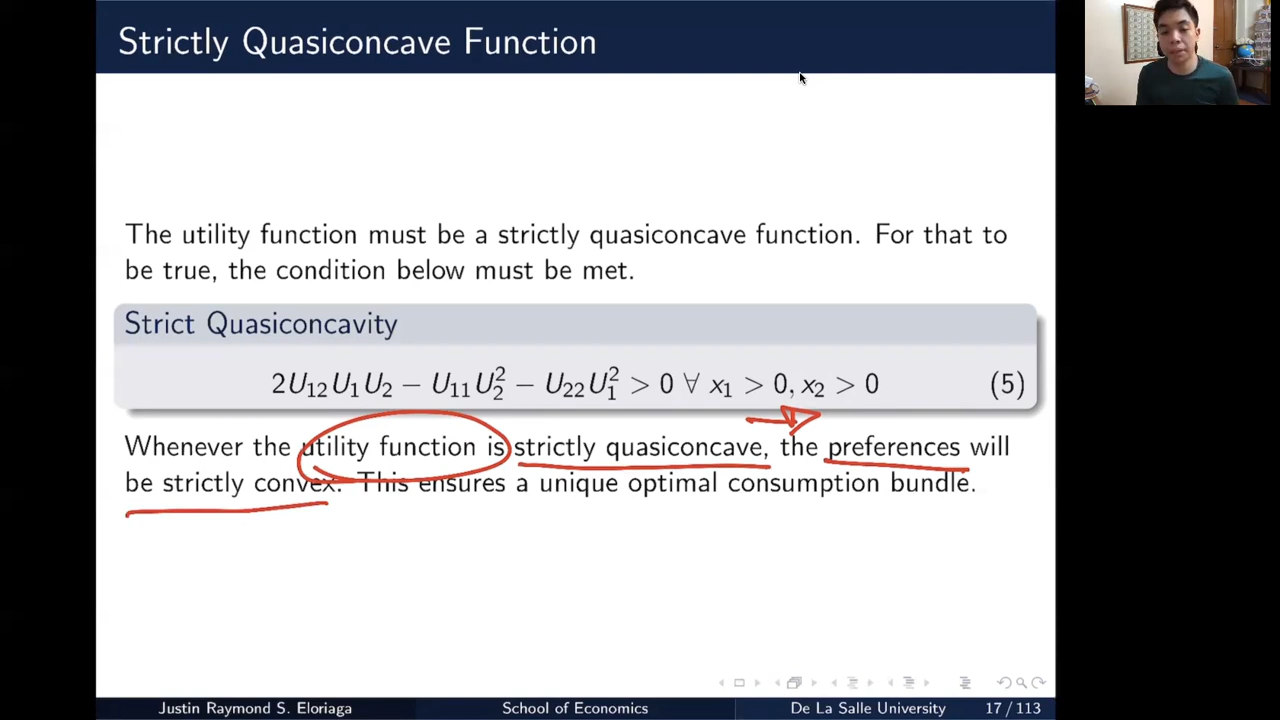 Strictly Quasiconcave Function
The utility function must be a strictly quasiconcave function. For that to
be true, the condition below must be met.
Strict Quasiconcavity
2U₁₂U₁U₂ − U₁₁U₂² − U₂₂U₁² > 0 ∀ x₁ > 0, x₂ > 0 (5)
Whenever the utility function is strictly quasiconcave, the preferences will
be strictly convex. This ensures a unique optimal consumption bundle.
Justin Raymond S. Eloriaga School of Economics De La Salle University 17 / 113